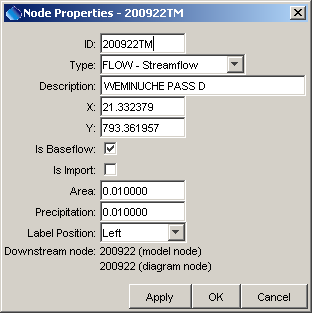 Node Properties - 200922TM
ID: 200922TM
Type: FLOW - Streamflow
Description: WEMINUCHE PASS D
X: 21.332379
Y: 793.361957
Is Baseflow:
Is Import:
Area: 0.010000
Precipitation: 0.010000
Label Position: Left
Downstream node: 200922 (model node)
200922 (diagram node)
Apply OK Cancel